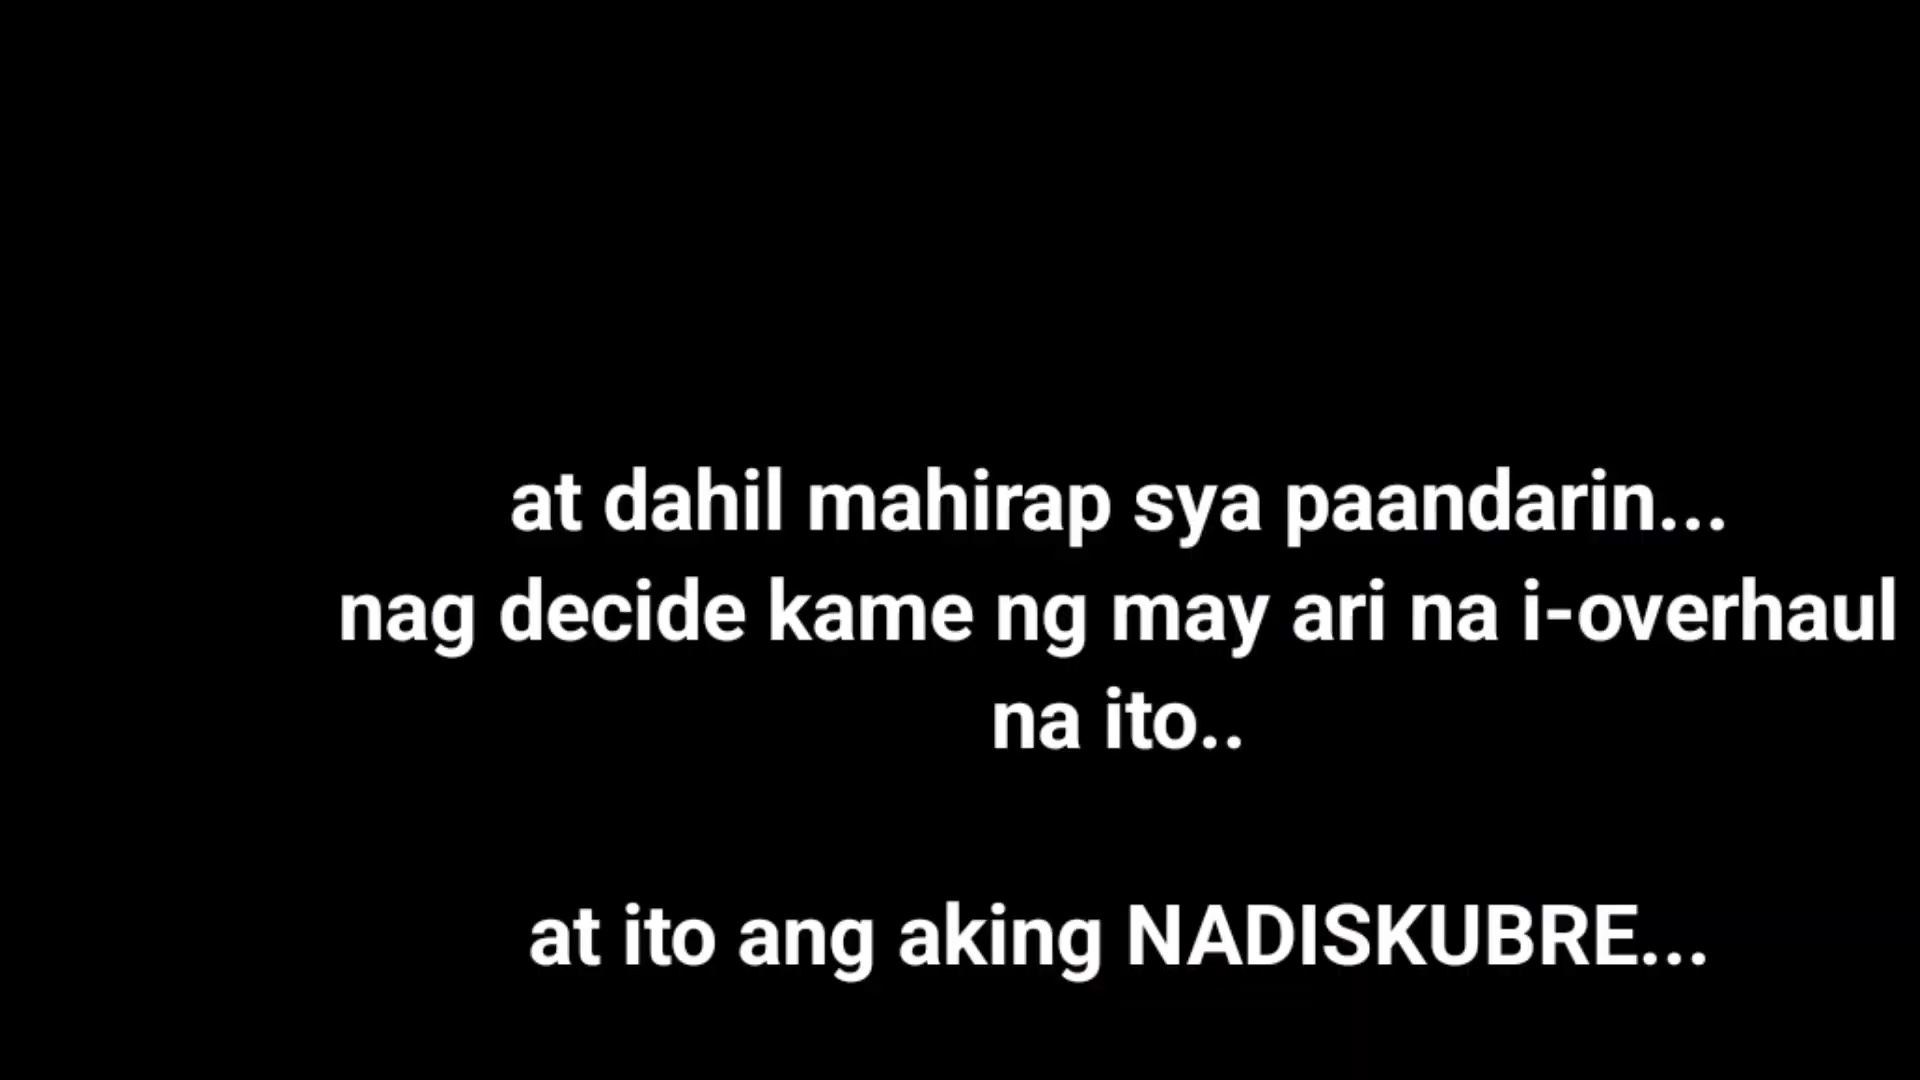 at dahil mahirap sya paandarin...
nag decide kame ng may ari na i-overhaul
na ito..
at ito ang aking NADISKUBRE...